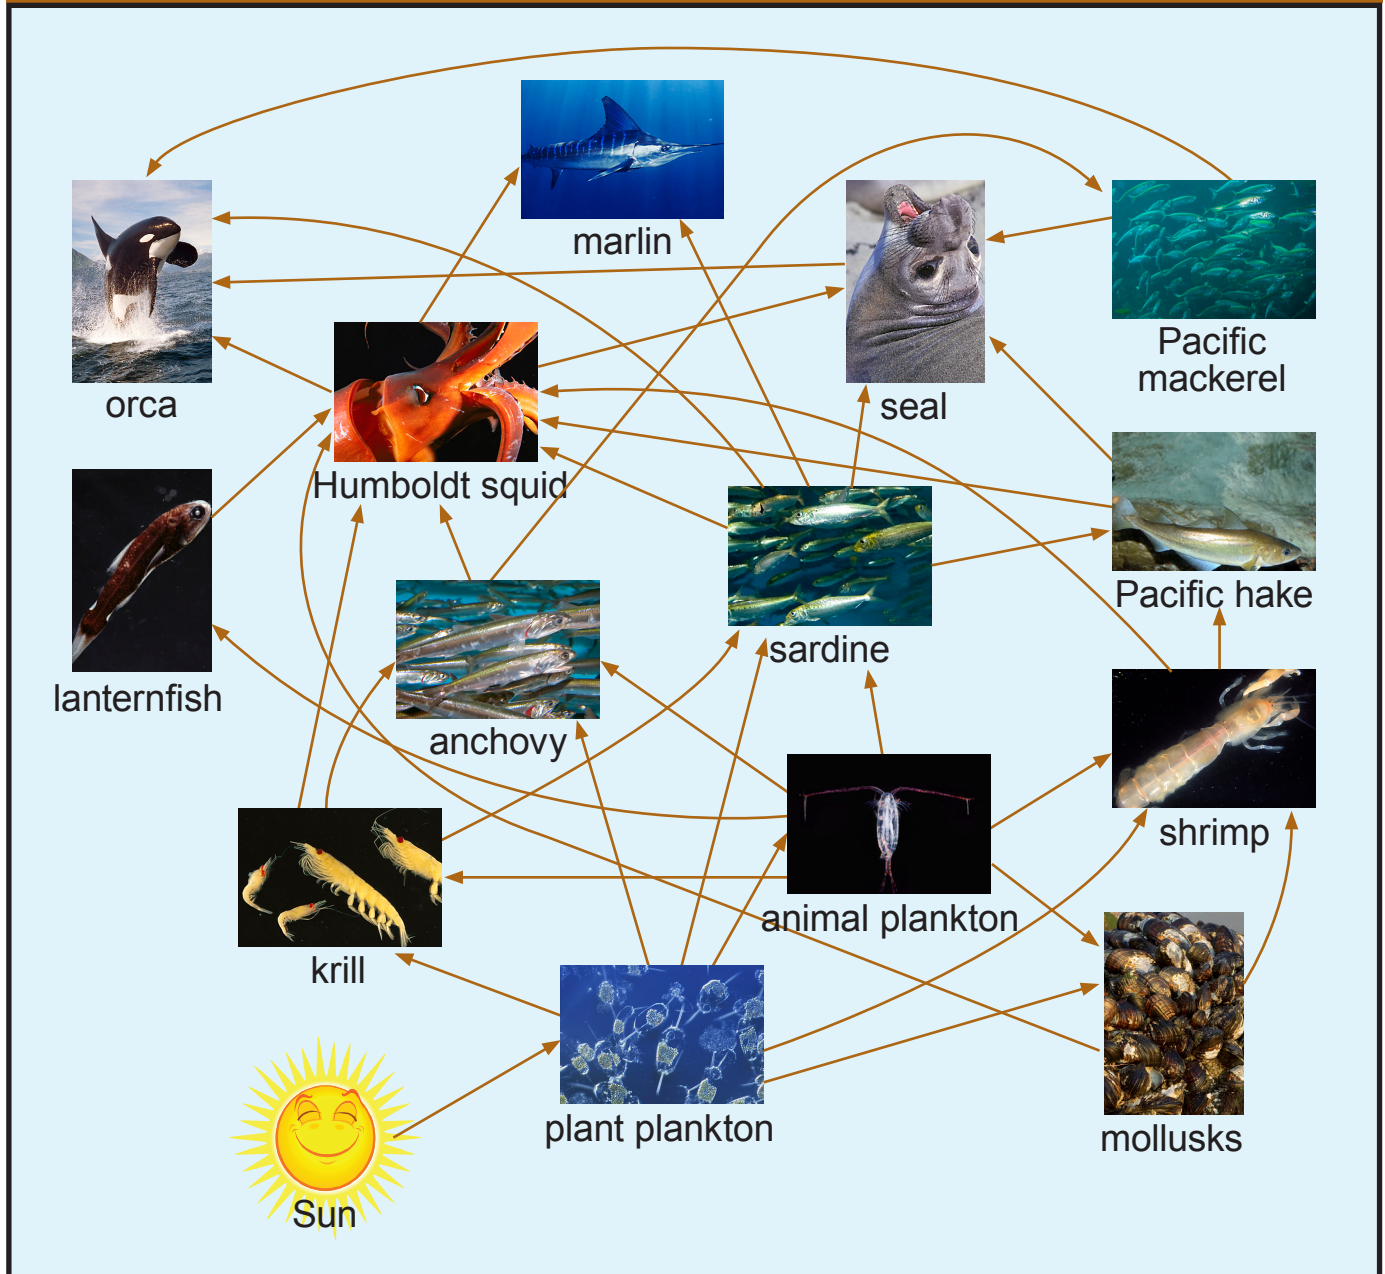 marlin
orca
seal
Pacific
mackerel
Humboldt squid
Pacific hake
sardine
lanternfish
anchovy
shrimp
animal plankton
krill
plant plankton
mollusks
Sun